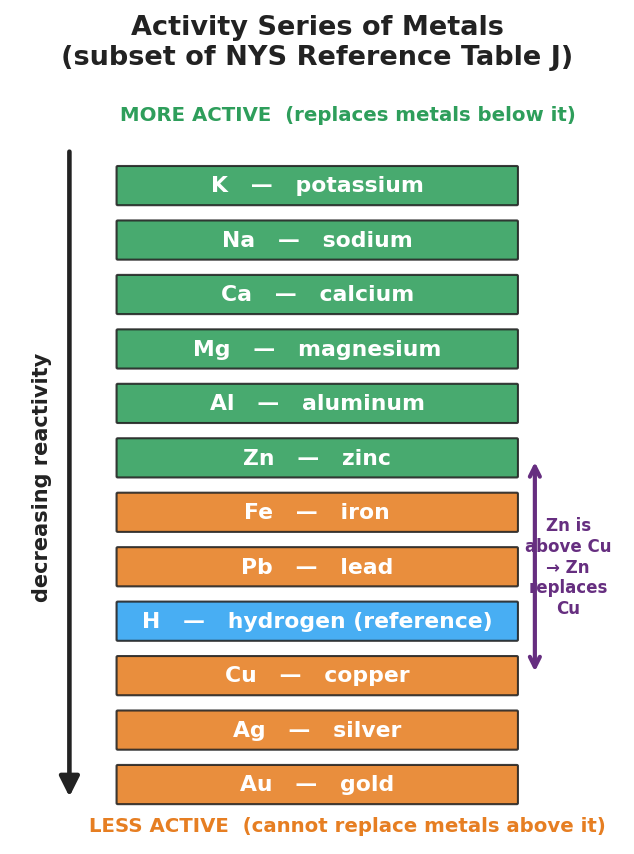 Activity Series of Metals
(subset of NYS Reference Table J)
MORE ACTIVE (replaces metals below it)
decreasing reactivity
K — potassium
Na — sodium
Ca — calcium
Mg — magnesium
Al — aluminum
Zn — zinc
Fe — iron
Pb — lead
H — hydrogen (reference)
Cu — copper
Ag — silver
Au — gold
Zn is
above Cu
→ Zn
replaces
Cu
LESS ACTIVE (cannot replace metals above it)